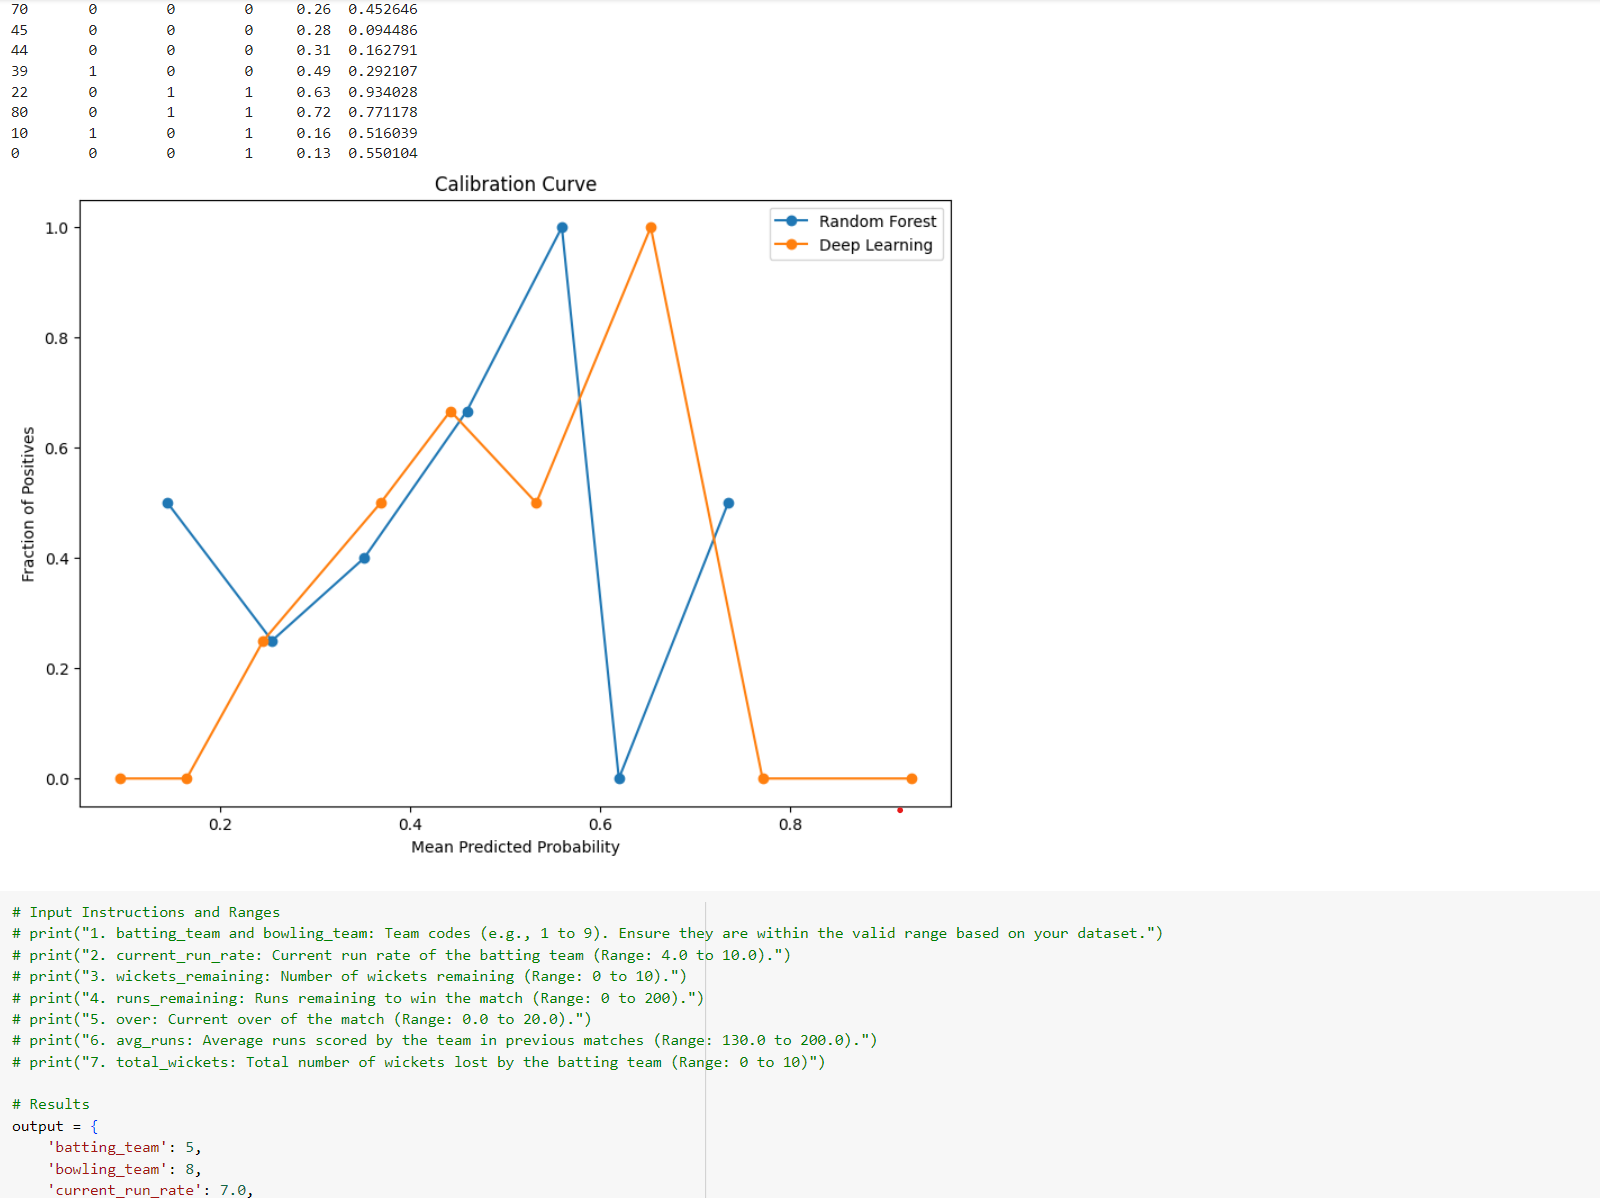 70 0 0 0 0.26 0.452646
45 0 0 0 0.28 0.094486
44 0 0 0 0.31 0.162791
39 1 0 0 0.49 0.292107
22 0 1 1 0.63 0.934028
80 0 1 1 0.72 0.771178
10 1 0 1 0.16 0.516039
0 0 0 1 0.13 0.550104
Calibration Curve
Random Forest
Deep Learning
1.0
0.8
0.6
0.4
0.2
0.0
Fraction of Positives
0.2 0.4 0.6 0.8
Mean Predicted Probability
# Input Instructions and Ranges
# print("1. batting_team and bowling_team: Team codes (e.g., 1 to 9). Ensure they are within the valid range based on your dataset.")
# print("2. current_run_rate: Current run rate of the batting team (Range: 4.0 to 10.0).")
# print("3. wickets_remaining: Number of wickets remaining (Range: 0 to 10).")
# print("4. runs_remaining: Runs remaining to win the match (Range: 0 to 200).")
# print("5. over: Current over of the match (Range: 0.0 to 20.0).")
# print("6. avg_runs: Average runs scored by the team in previous matches (Range: 130.0 to 200.0).")
# print("7. total_wickets: Total number of wickets lost by the batting team (Range: 0 to 10)")
# Results
output = {
'batting_team': 5,
'bowling_team': 8,
'current_run_rate': 7.0,